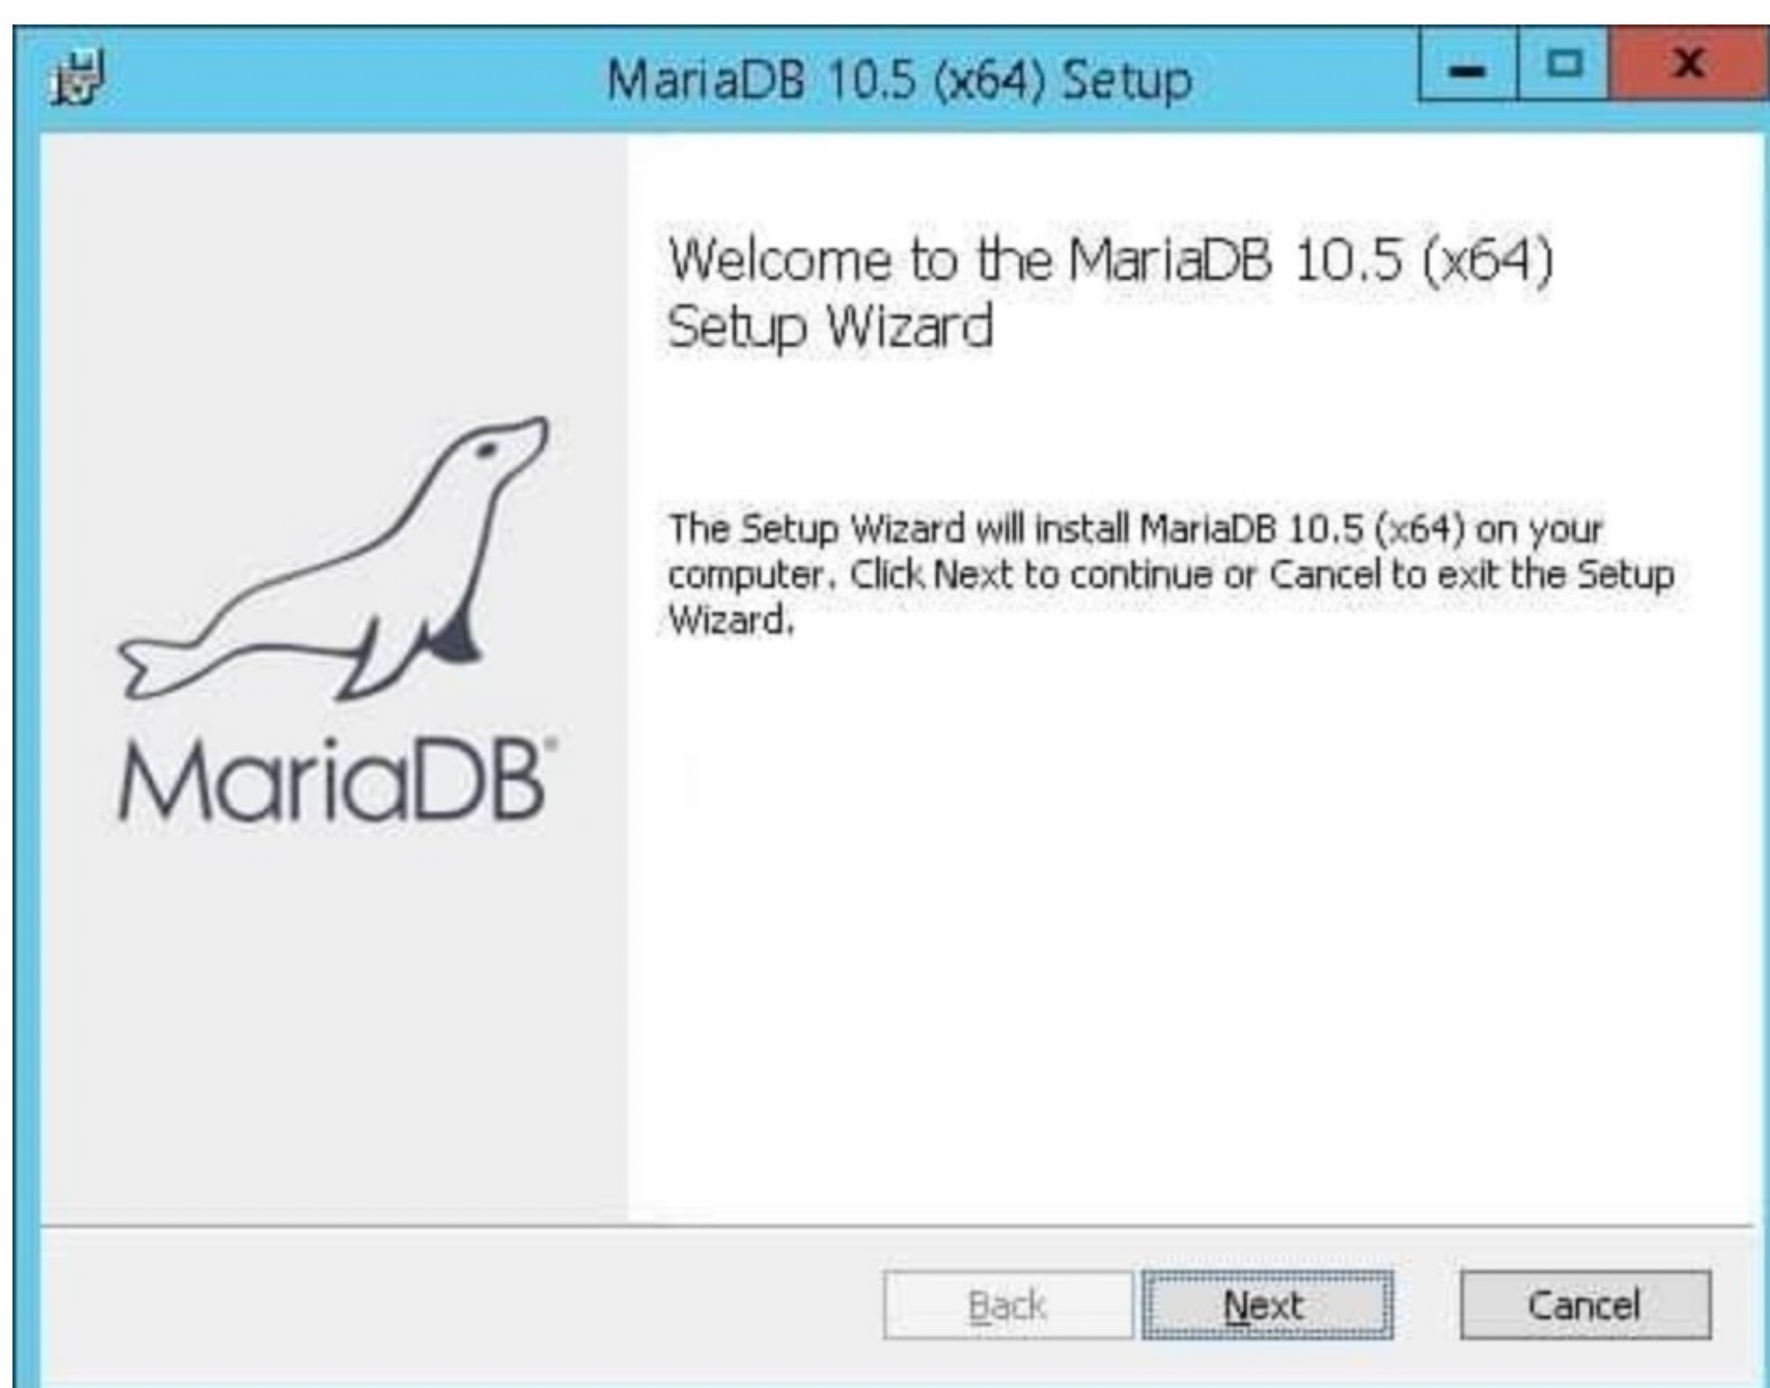 MariaDB 10.5 (x64) Setup
Welcome to the MariaDB 10.5 (x64)
Setup Wizard
The Setup Wizard will install MariaDB 10.5 (x64) on your
computer. Click Next to continue or Cancel to exit the Setup
Wizard.
MariaDB
Back
Next
Cancel